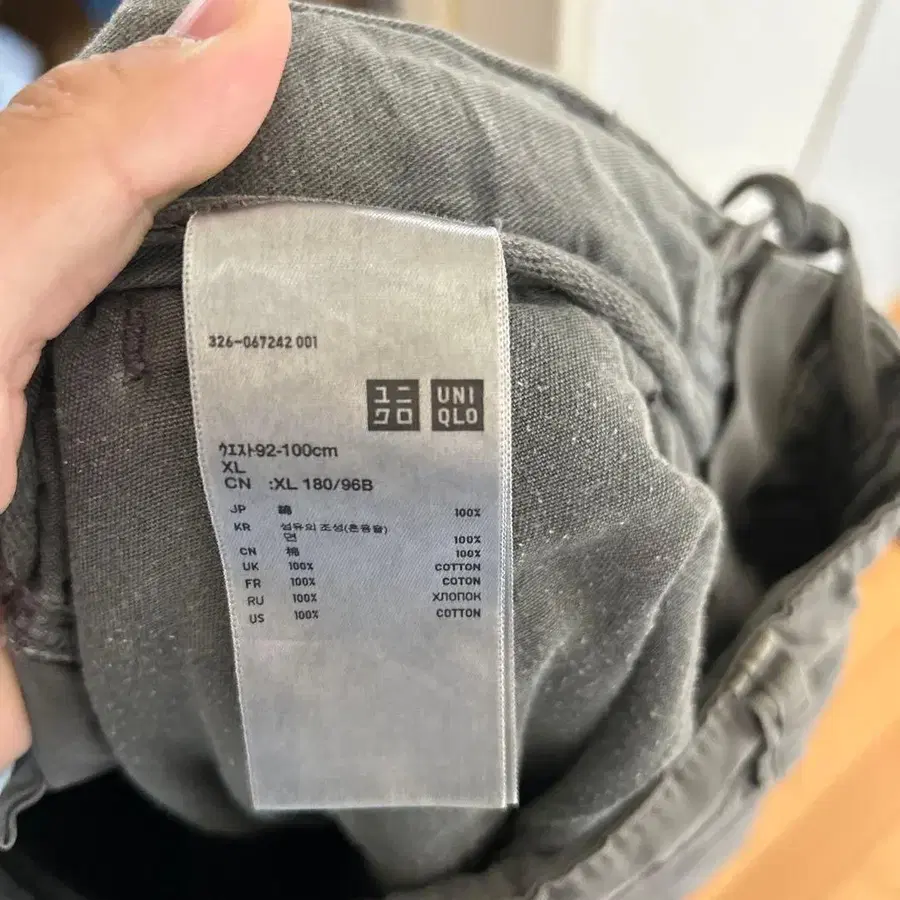 326-067242 001
ユニ UNI
クロ QLO
ウエスト92-100cm
XL
CN :XL 180/96B
JP 綿 100%
KR 섬유의 조성(혼용율)
면 100%
CN 棉 100%
UK 100% COTTON
FR 100% COTON
RU 100% ХЛОПОК
US 100% COTTON